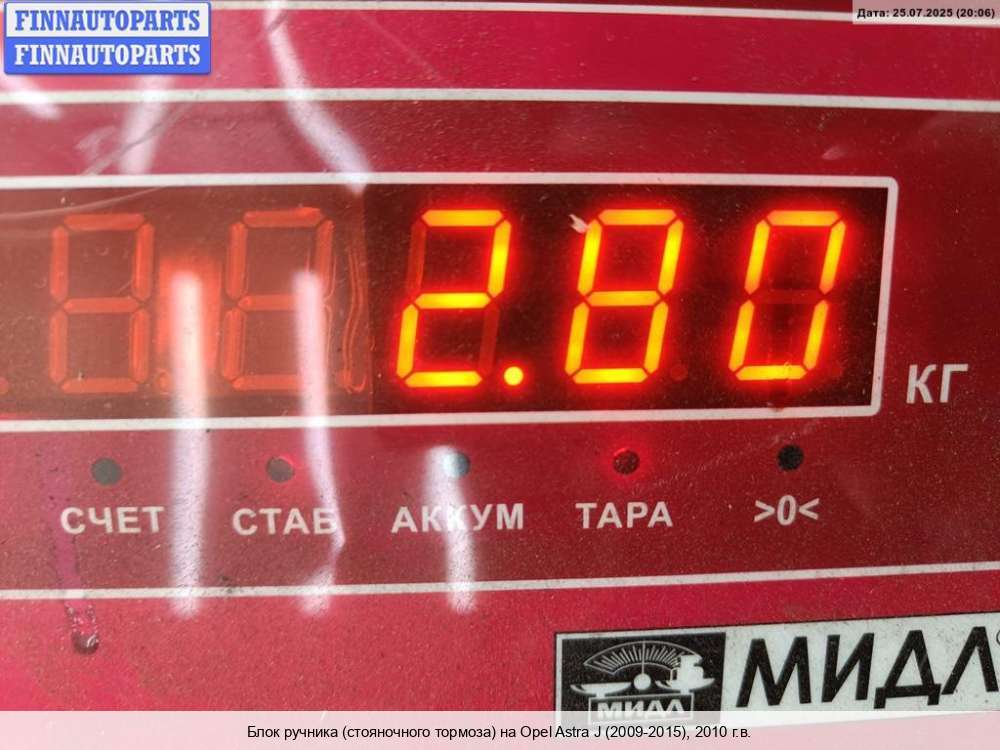 FINNAUTOPARTS
FINNAUTOPARTS
Дата: 25.07.2025 (20:06)
2.80
КГ
СЧЕТ СТАБ АККУМ ТАРА >0<
МИДЛ
МИДЛ
Блок ручника (стояночного тормоза) на Opel Astra J (2009-2015), 2010 г.в.